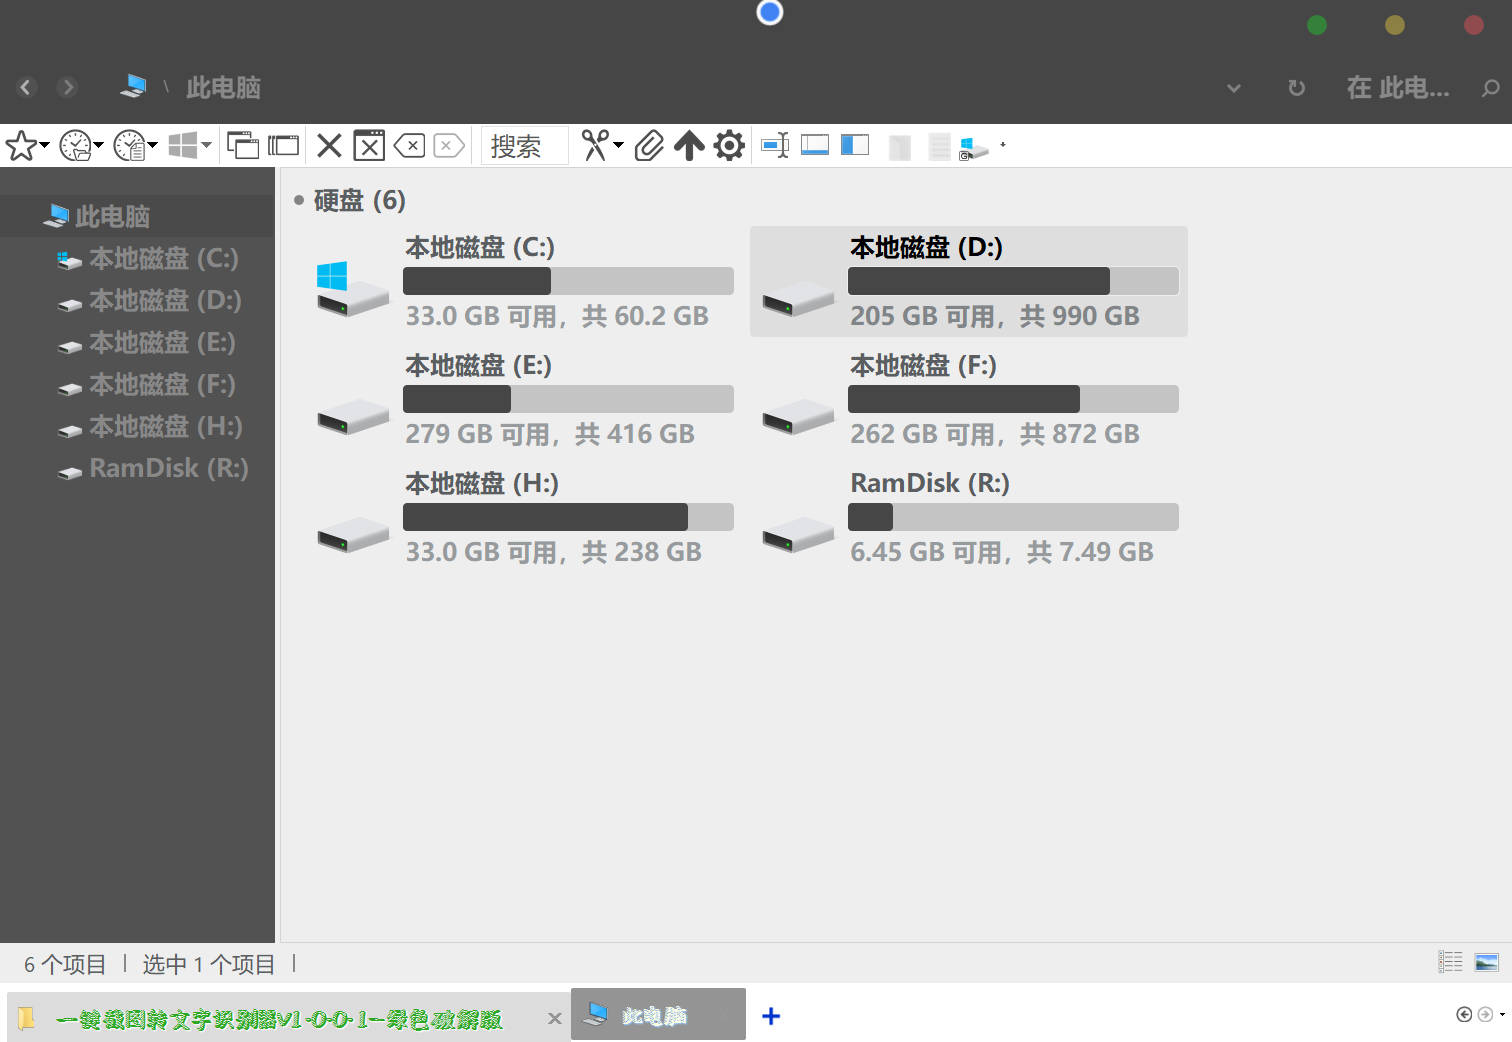 \ 此电脑
在 此电...
搜索
此电脑
本地磁盘 (C:)
本地磁盘 (D:)
本地磁盘 (E:)
本地磁盘 (F:)
本地磁盘 (H:)
RamDisk (R:)
硬盘 (6)
本地磁盘 (C:)
33.0 GB 可用，共 60.2 GB
本地磁盘 (D:)
205 GB 可用，共 990 GB
本地磁盘 (E:)
279 GB 可用，共 416 GB
本地磁盘 (F:)
262 GB 可用，共 872 GB
本地磁盘 (H:)
33.0 GB 可用，共 238 GB
RamDisk (R:)
6.45 GB 可用，共 7.49 GB
6 个项目 | 选中 1 个项目 |
一键截图转文字识别器v1-0-0-1--绿色破解版
此电脑